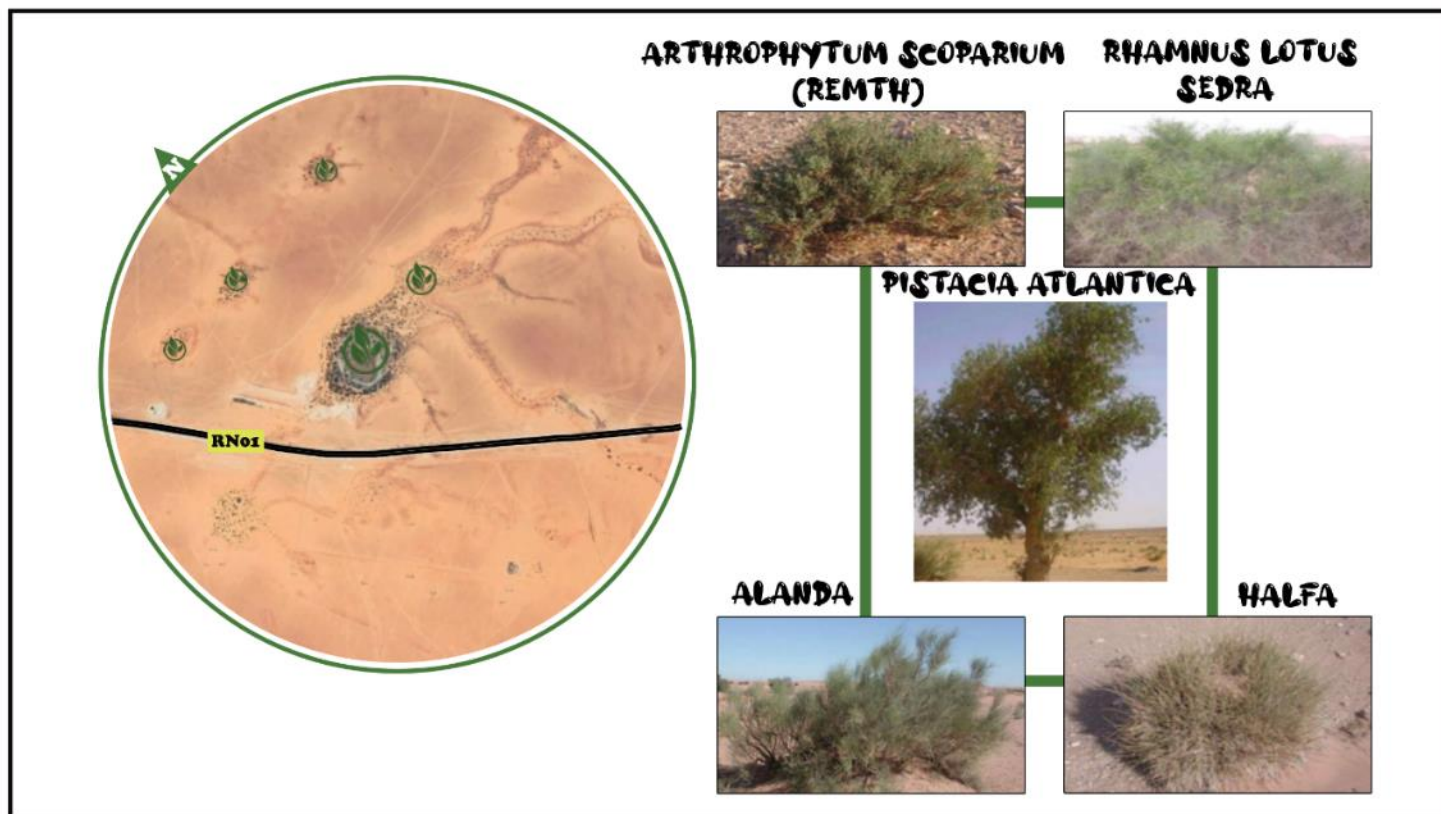 ARTHROPHYTUM SCOPARIUM
(REMTH)
RHAMNUS LOTUS
SEDRA
N
PISTACIA ATLANTICA
RN01
ALANDA
HALFA